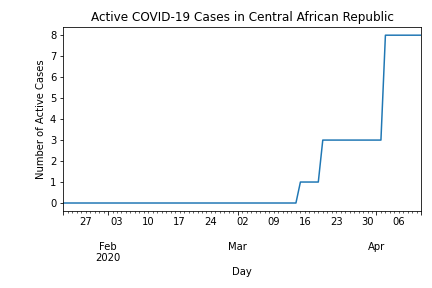 Active COVID-19 Cases in Central African Republic
8
7
6
5
4
3
2
1
0
Number of Active Cases
27 03 10 17 24 02 09 16 23 30 06
Feb Mar Apr
2020
Day